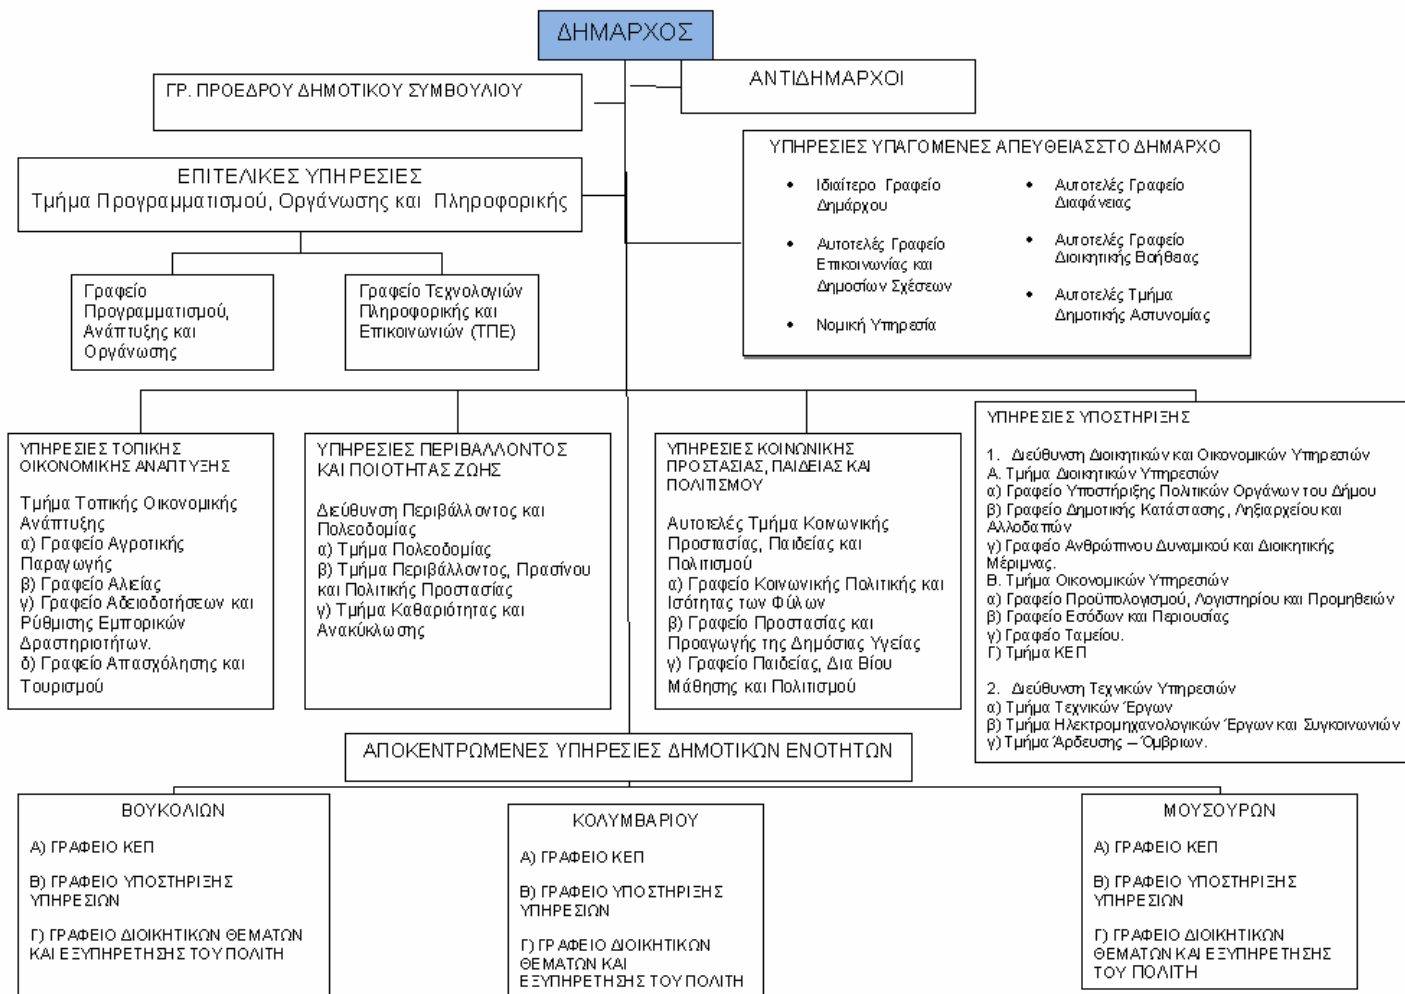 ΔΗΜΑΡΧΟΣ
ΓΡ. ΠΡΟΕΔΡΟΥ ΔΗΜΟΤΙΚΟΥ ΣΥΜΒΟΥΛΙΟΥ
ΑΝΤΙΔΗΜΑΡΧΟΙ
ΕΠΙΤΕΛΙΚΕΣ ΥΠΗΡΕΣΙΕΣ
Τμήμα Προγραμματισμού, Οργάνωσης και Πληροφορικής
ΥΠΗΡΕΣΙΕΣ ΥΠΑΓΟΜΕΝΕΣ ΑΠΕΥΘΕΙΑΣΣΤΟ ΔΗΜΑΡΧΟ
• Ιδιαίτερο Γραφείο
Δημάρχου
• Αυτοτελές Γραφείο
Επικοινωνίας και
Δημοσίων Σχέσεων
• Νομική Υπηρεσία
• Αυτοτελές Γραφείο
Διαφάνειας
• Αυτοτελές Γραφείο
Διοικητικής Βοήθειας
• Αυτοτελές Τμήμα
Δημοτικής Αστυνομίας
Γραφείο
Προγραμματισμού,
Ανάπτυξης και
Οργάνωσης
Γραφείο Τεχνολογιών
Πληροφορικής και
Επικοινωνιών (ΤΠΕ)
ΥΠΗΡΕΣΙΕΣ ΤΟΠΙΚΗΣ
ΟΙΚΟΝΟΜΙΚΗΣ ΑΝΑΠΤΥΞΗΣ
Τμήμα Τοπικής Οικονομικής
Ανάπτυξης
α) Γραφείο Αγροτικής
Παραγωγής
β) Γραφείο Αλιείας
γ) Γραφείο Αδειοδοτήσεων και
Ρύθμισης Εμπορικών
Δραστηριοτήτων.
δ) Γραφείο Απασχόλησης και
Τουρισμού
ΥΠΗΡΕΣΙΕΣ ΠΕΡΙΒΑΛΛΟΝΤΟΣ
ΚΑΙ ΠΟΙΟΤΗΤΑΣ ΖΩΗΣ
Διεύθυνση Περιβάλλοντος και
Πολεοδομίας
α) Τμήμα Πολεοδομίας
β) Τμήμα Περιβάλλοντος, Πρασίνου
και Πολιτικής Προστασίας
γ) Τμήμα Καθαριότητας και
Ανακύκλωσης
ΥΠΗΡΕΣΙΕΣ ΚΟΙΝΩΝΙΚΗΣ
ΠΡΟΣΤΑΣΙΑΣ, ΠΑΙΔΕΙΑΣ ΚΑΙ
ΠΟΛΙΤΙΣΜΟΥ
Αυτοτελές Τμήμα Κοινωνικής
Προστασίας, Παιδείας και
Πολιτισμού
α) Γραφείο Κοινωνικής Πολιτικής και
Ισότητας των Φύλων
β) Γραφείο Προστασίας και
Προαγωγής της Δημόσιας Υγείας
γ) Γραφείο Παιδείας, Δια Βίου
Μάθησης και Πολιτισμού
ΥΠΗΡΕΣΙΕΣ ΥΠΟΣΤΗΡΙΞΗΣ
1. Διεύθυνση Διοικητικών και Οικονομικών Υπηρεσιών
Α. Τμήμα Διοικητικών Υπηρεσιών
α) Γραφείο Υποστήριξης Πολιτικών Οργάνων του Δήμου
β) Γραφείο Δημοτικής Κατάστασης, Ληξιαρχείου και
Αλλοδαπών
γ) Γραφείο Ανθρώπινου Δυναμικού και Διοικητικής
Μέριμνας.
Β. Τμήμα Οικονομικών Υπηρεσιών
α) Γραφείο Προϋπολογισμού, Λογιστηρίου και Προμηθειών
β) Γραφείο Εσόδων και Περιουσίας
γ) Γραφείο Ταμείου.
Γ) Τμήμα ΚΕΠ
2. Διεύθυνση Τεχνικών Υπηρεσιών
α) Τμήμα Τεχνικών Έργων
β) Τμήμα Ηλεκτρομηχανολογικών Έργων και Συγκοινωνιών
γ) Τμήμα Άρδευσης – Όμβριων.
ΑΠΟΚΕΝΤΡΩΜΕΝΕΣ ΥΠΗΡΕΣΙΕΣ ΔΗΜΟΤΙΚΩΝ ΕΝΟΤΗΤΩΝ
ΒΟΥΚΟΛΙΩΝ
Α) ΓΡΑΦΕΙΟ ΚΕΠ
Β) ΓΡΑΦΕΙΟ ΥΠΟΣΤΗΡΙΞΗΣ
ΥΠΗΡΕΣΙΩΝ
Γ) ΓΡΑΦΕΙΟ ΔΙΟΙΚΗΤΙΚΩΝ ΘΕΜΑΤΩΝ
ΚΑΙ ΕΞΥΠΗΡΕΤΗΣΗΣ ΤΟΥ ΠΟΛΙΤΗ
ΚΟΛΥΜΒΑΡΙΟΥ
Α) ΓΡΑΦΕΙΟ ΚΕΠ
Β) ΓΡΑΦΕΙΟ ΥΠΟΣΤΗΡΙΞΗΣ
ΥΠΗΡΕΣΙΩΝ
Γ) ΓΡΑΦΕΙΟ ΔΙΟΙΚΗΤΙΚΩΝ
ΘΕΜΑΤΩΝ ΚΑΙ
ΕΞΥΠΗΡΕΤΗΣΗΣ ΤΟΥ ΠΟΛΙΤΗ
ΜΟΥΣΟΥΡΩΝ
Α) ΓΡΑΦΕΙΟ ΚΕΠ
Β) ΓΡΑΦΕΙΟ ΥΠΟΣΤΗΡΙΞΗΣ
ΥΠΗΡΕΣΙΩΝ
Γ) ΓΡΑΦΕΙΟ ΔΙΟΙΚΗΤΙΚΩΝ
ΘΕΜΑΤΩΝ ΚΑΙ ΕΞΥΠΗΡΕΤΗΣΗΣ
ΤΟΥ ΠΟΛΙΤΗ